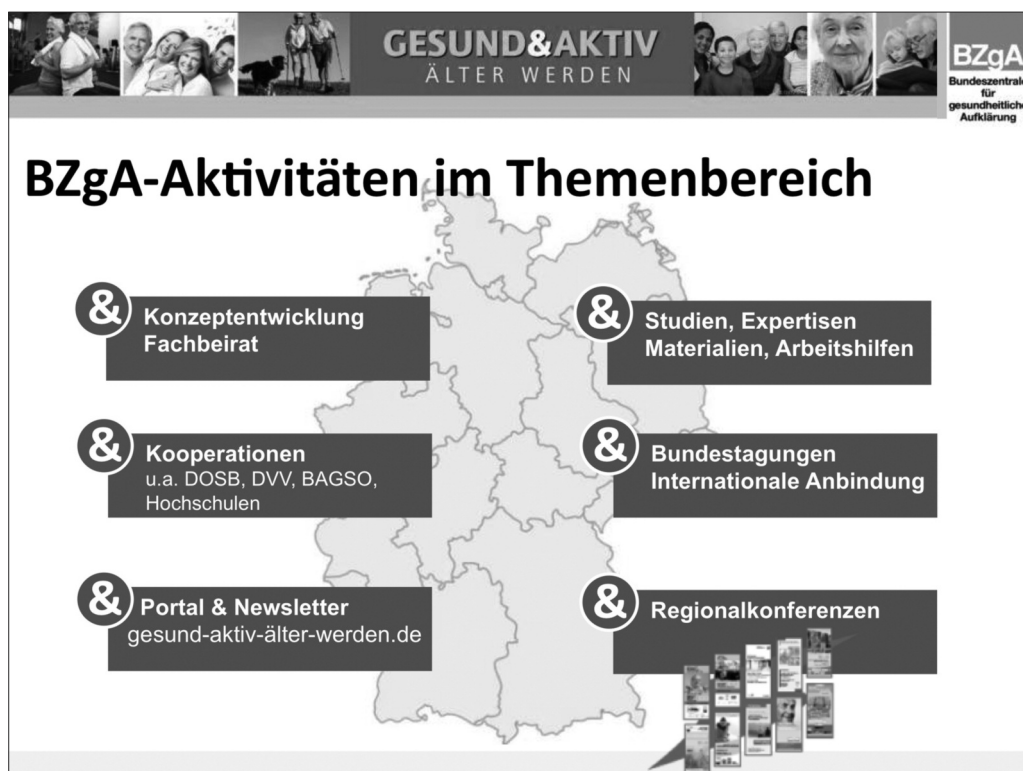 GESUND&AKTIV
ÄLTER WERDEN
BZgA
Bundeszentrale
für
gesundheitliche
Aufklärung
BZgA-Aktivitäten im Themenbereich
& Konzeptentwicklung
Fachbeirat
& Studien, Expertisen
Materialien, Arbeitshilfen
& Kooperationen
u.a. DOSB, DVV, BAGSO,
Hochschulen
& Bundestagungen
Internationale Anbindung
& Portal & Newsletter
gesund-aktiv-älter-werden.de
& Regionalkonferenzen